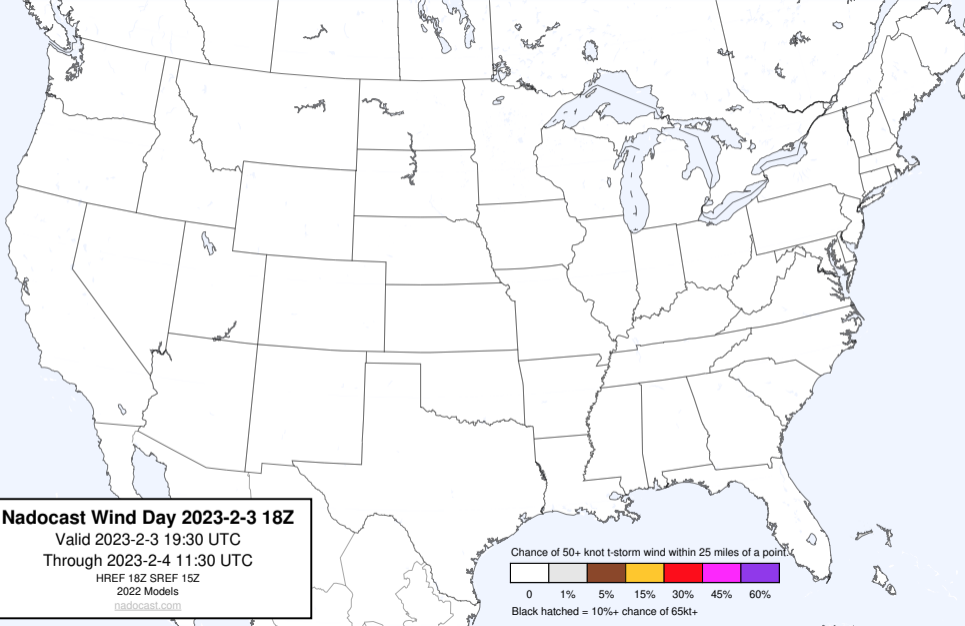 Nadocast Wind Day 2023-2-3 18Z
Valid 2023-2-3 19:30 UTC
Through 2023-2-4 11:30 UTC
HREF 18Z SREF 15Z
2022 Models
nadocast.com
Chance of 50+ knot t-storm wind within 25 miles of a point.
0 1% 5% 15% 30% 45% 60%
Black hatched = 10%+ chance of 65kt+